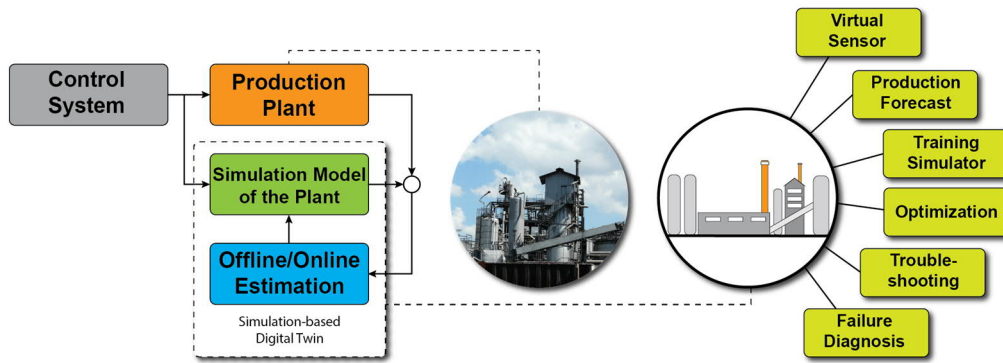 Control
System
Production
Plant
Simulation Model
of the Plant
Offline/Online
Estimation
Simulation-based
Digital Twin
Virtual
Sensor
Production
Forecast
Training
Simulator
Optimization
Trouble-
shooting
Failure
Diagnosis